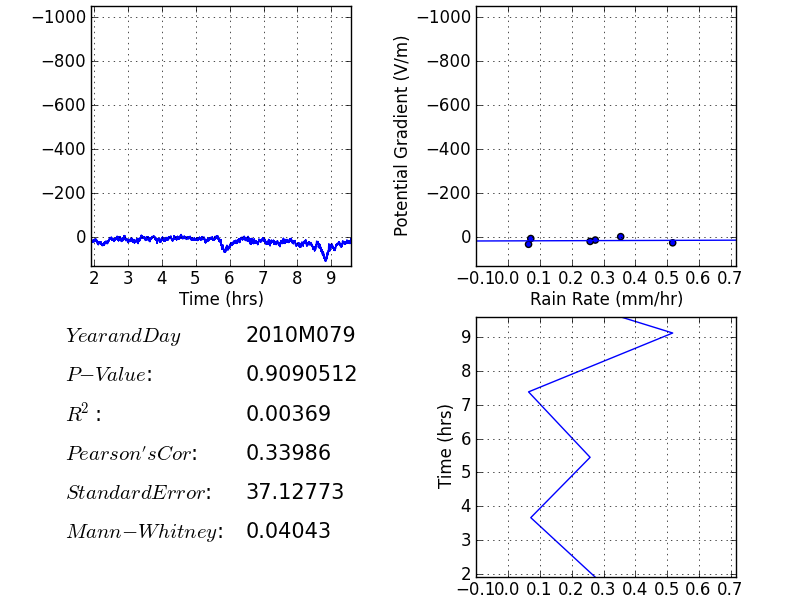 −1000
−800
−600
−400
−200
0
2 3 4 5 6 7 8 9
Time (hrs)
Potential Gradient (V/m)
−1000
−800
−600
−400
−200
0
−0.1 0.0 0.1 0.2 0.3 0.4 0.5 0.6 0.7
Rain Rate (mm/hr)
YearandDay 2010M079
P−Value: 0.9090512
R²: 0.00369
Pearson'sCor: 0.33986
StandardError: 37.12773
Mann−Whitney: 0.04043
Time (hrs)
9
8
7
6
5
4
3
2
−0.1 0.0 0.1 0.2 0.3 0.4 0.5 0.6 0.7